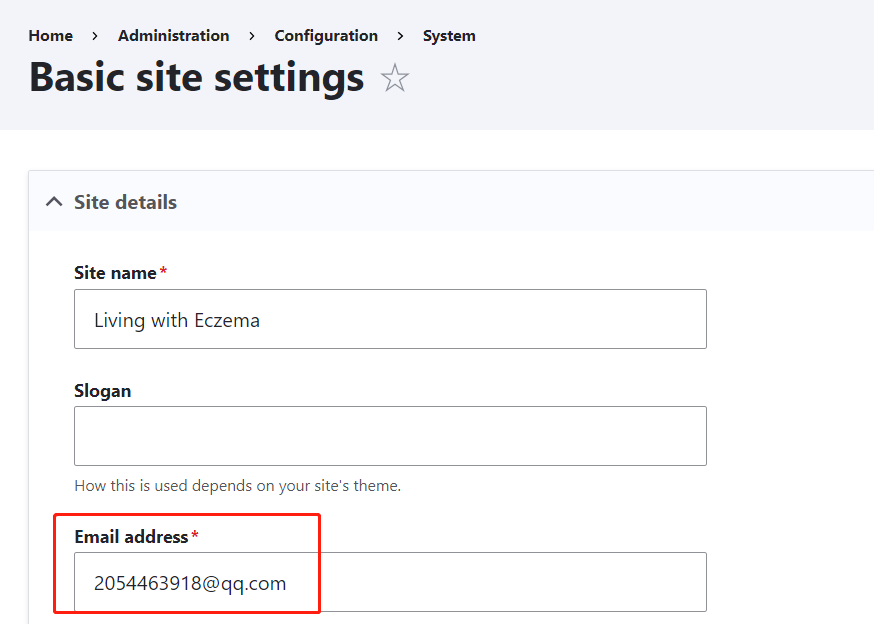 Home > Administration > Configuration > System
Basic site settings
Site details
Site name*
Living with Eczema
Slogan
How this is used depends on your site's theme.
Email address*
2054463918@qq.com